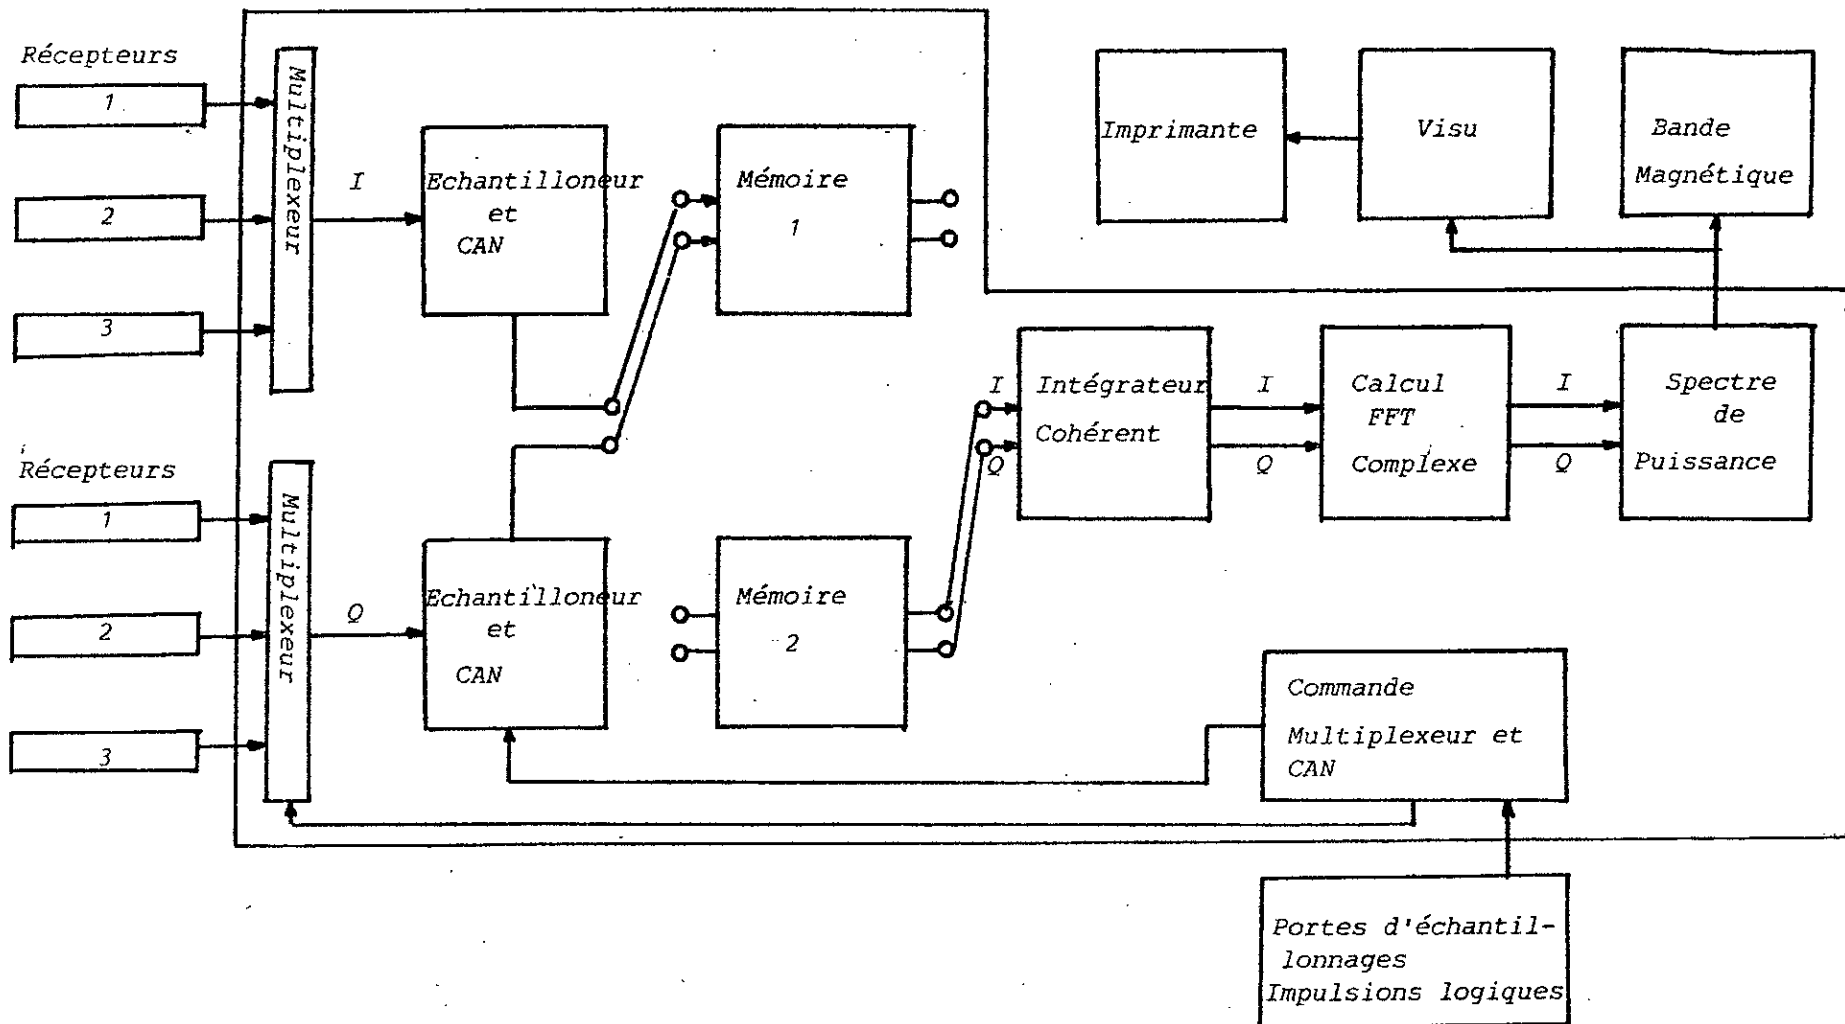 Récepteurs
1
2
3
Multiplexeur
I
Echantilloneur
et
CAN
Mémoire
1
Imprimante
Visu
Bande
Magnétique
Récepteurs
1
2
3
Multiplexeur
Q
Echantilloneur
et
CAN
Mémoire
2
I
Q
Intégrateur
Cohérent
I
Q
Calcul
FFT
Complexe
I
Q
Spectre
de
Puissance
Commande
Multiplexeur et
CAN
Portes d'échantil-
lonnages
Impulsions logiques